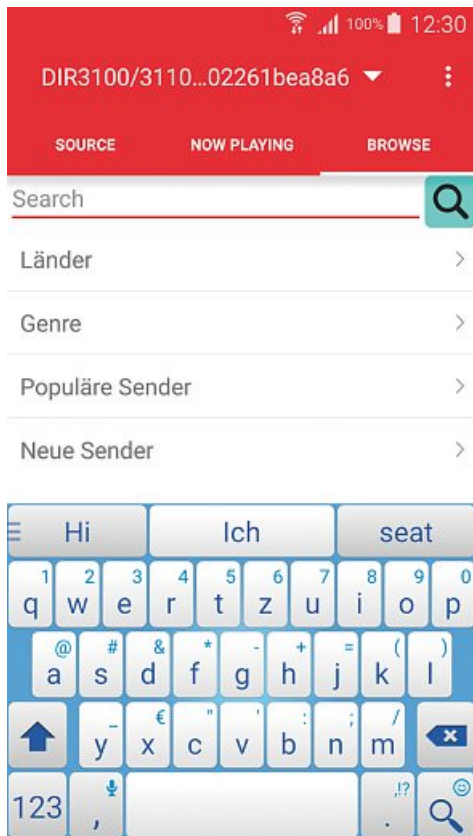 100% 12:30
DIR3100/3110...02261bea8a6
SOURCE NOW PLAYING BROWSE
Search
Länder
Genre
Populäre Sender
Neue Sender
Hi Ich seat
1 2 3 4 5 6 7 8 9 0
q w e r t z u i o p
@ # & * - + = ( )
a s d f g h j k l
_ € " ' : ; /
y x c v b n m
123 , ,!? .